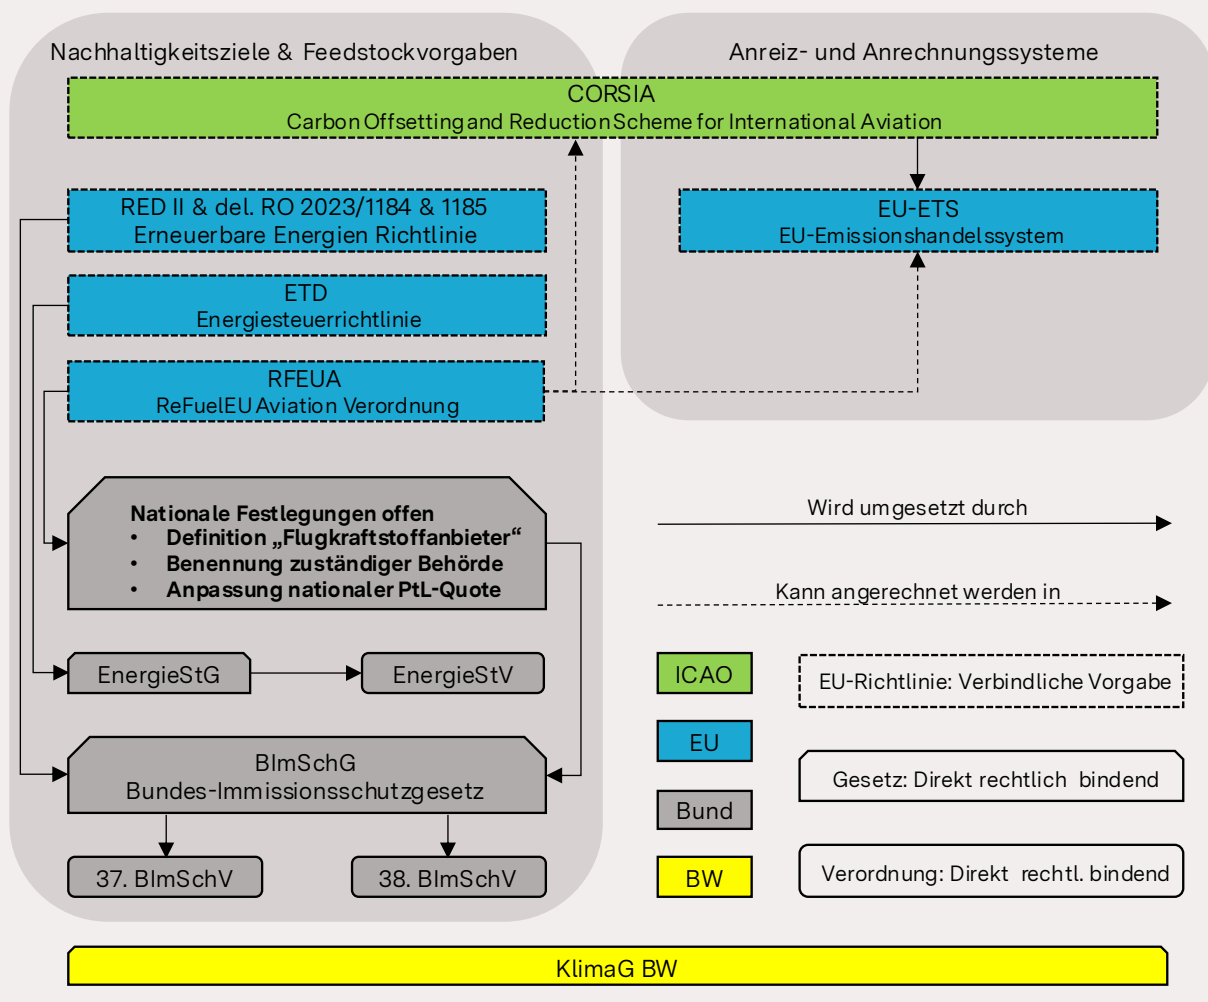 Nachhaltigkeitsziele & Feedstockvorgaben
Anreiz- und Anrechnungssysteme
CORSIA
Carbon Offsetting and Reduction Scheme for International Aviation
RED II & del. RO 2023/1184 & 1185
Erneuerbare Energien Richtlinie
EU-ETS
EU-Emissionshandelssystem
ETD
Energiesteuerrichtlinie
RFEUA
ReFuelEU Aviation Verordnung
Nationale Festlegungen offen
• Definition „Flugkraftstoffanbieter“
• Benennung zuständiger Behörde
• Anpassung nationaler PtL-Quote
EnergieStG
EnergieStV
BImSchG
Bundes-Immissionsschutzgesetz
37. BImSchV
38. BImSchV
Wird umgesetzt durch
Kann angerechnet werden in
ICAO
EU-Richtlinie: Verbindliche Vorgabe
EU
Gesetz: Direkt rechtlich bindend
Bund
Verordnung: Direkt rechtl. bindend
BW
KlimaG BW